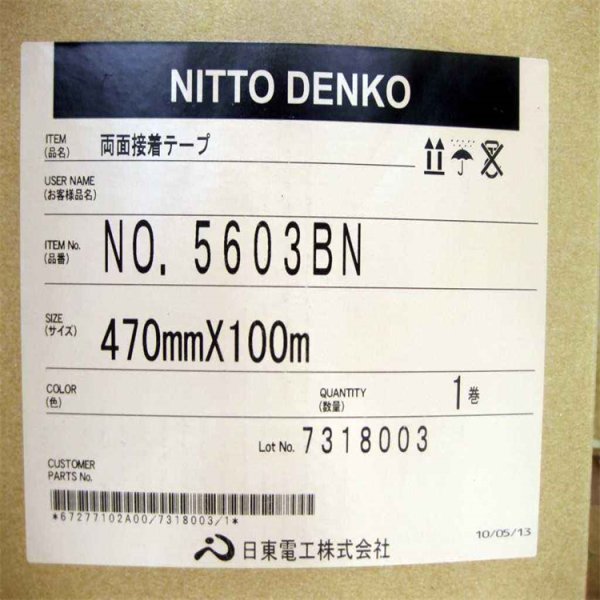 NITTO DENKO
ITEM
(品名)
両面接着テープ
USER NAME
(お客様品名)
ITEM No.
(品番)
NO. 5603BN
SIZE
(サイズ)
470mmX100m
COLOR
(色)
QUANTITY
(数量)
1巻
Lot No. 7318003
CUSTOMER
PARTS No.
*67277102A00/7318003/1*
日東電工株式会社
10/05/13